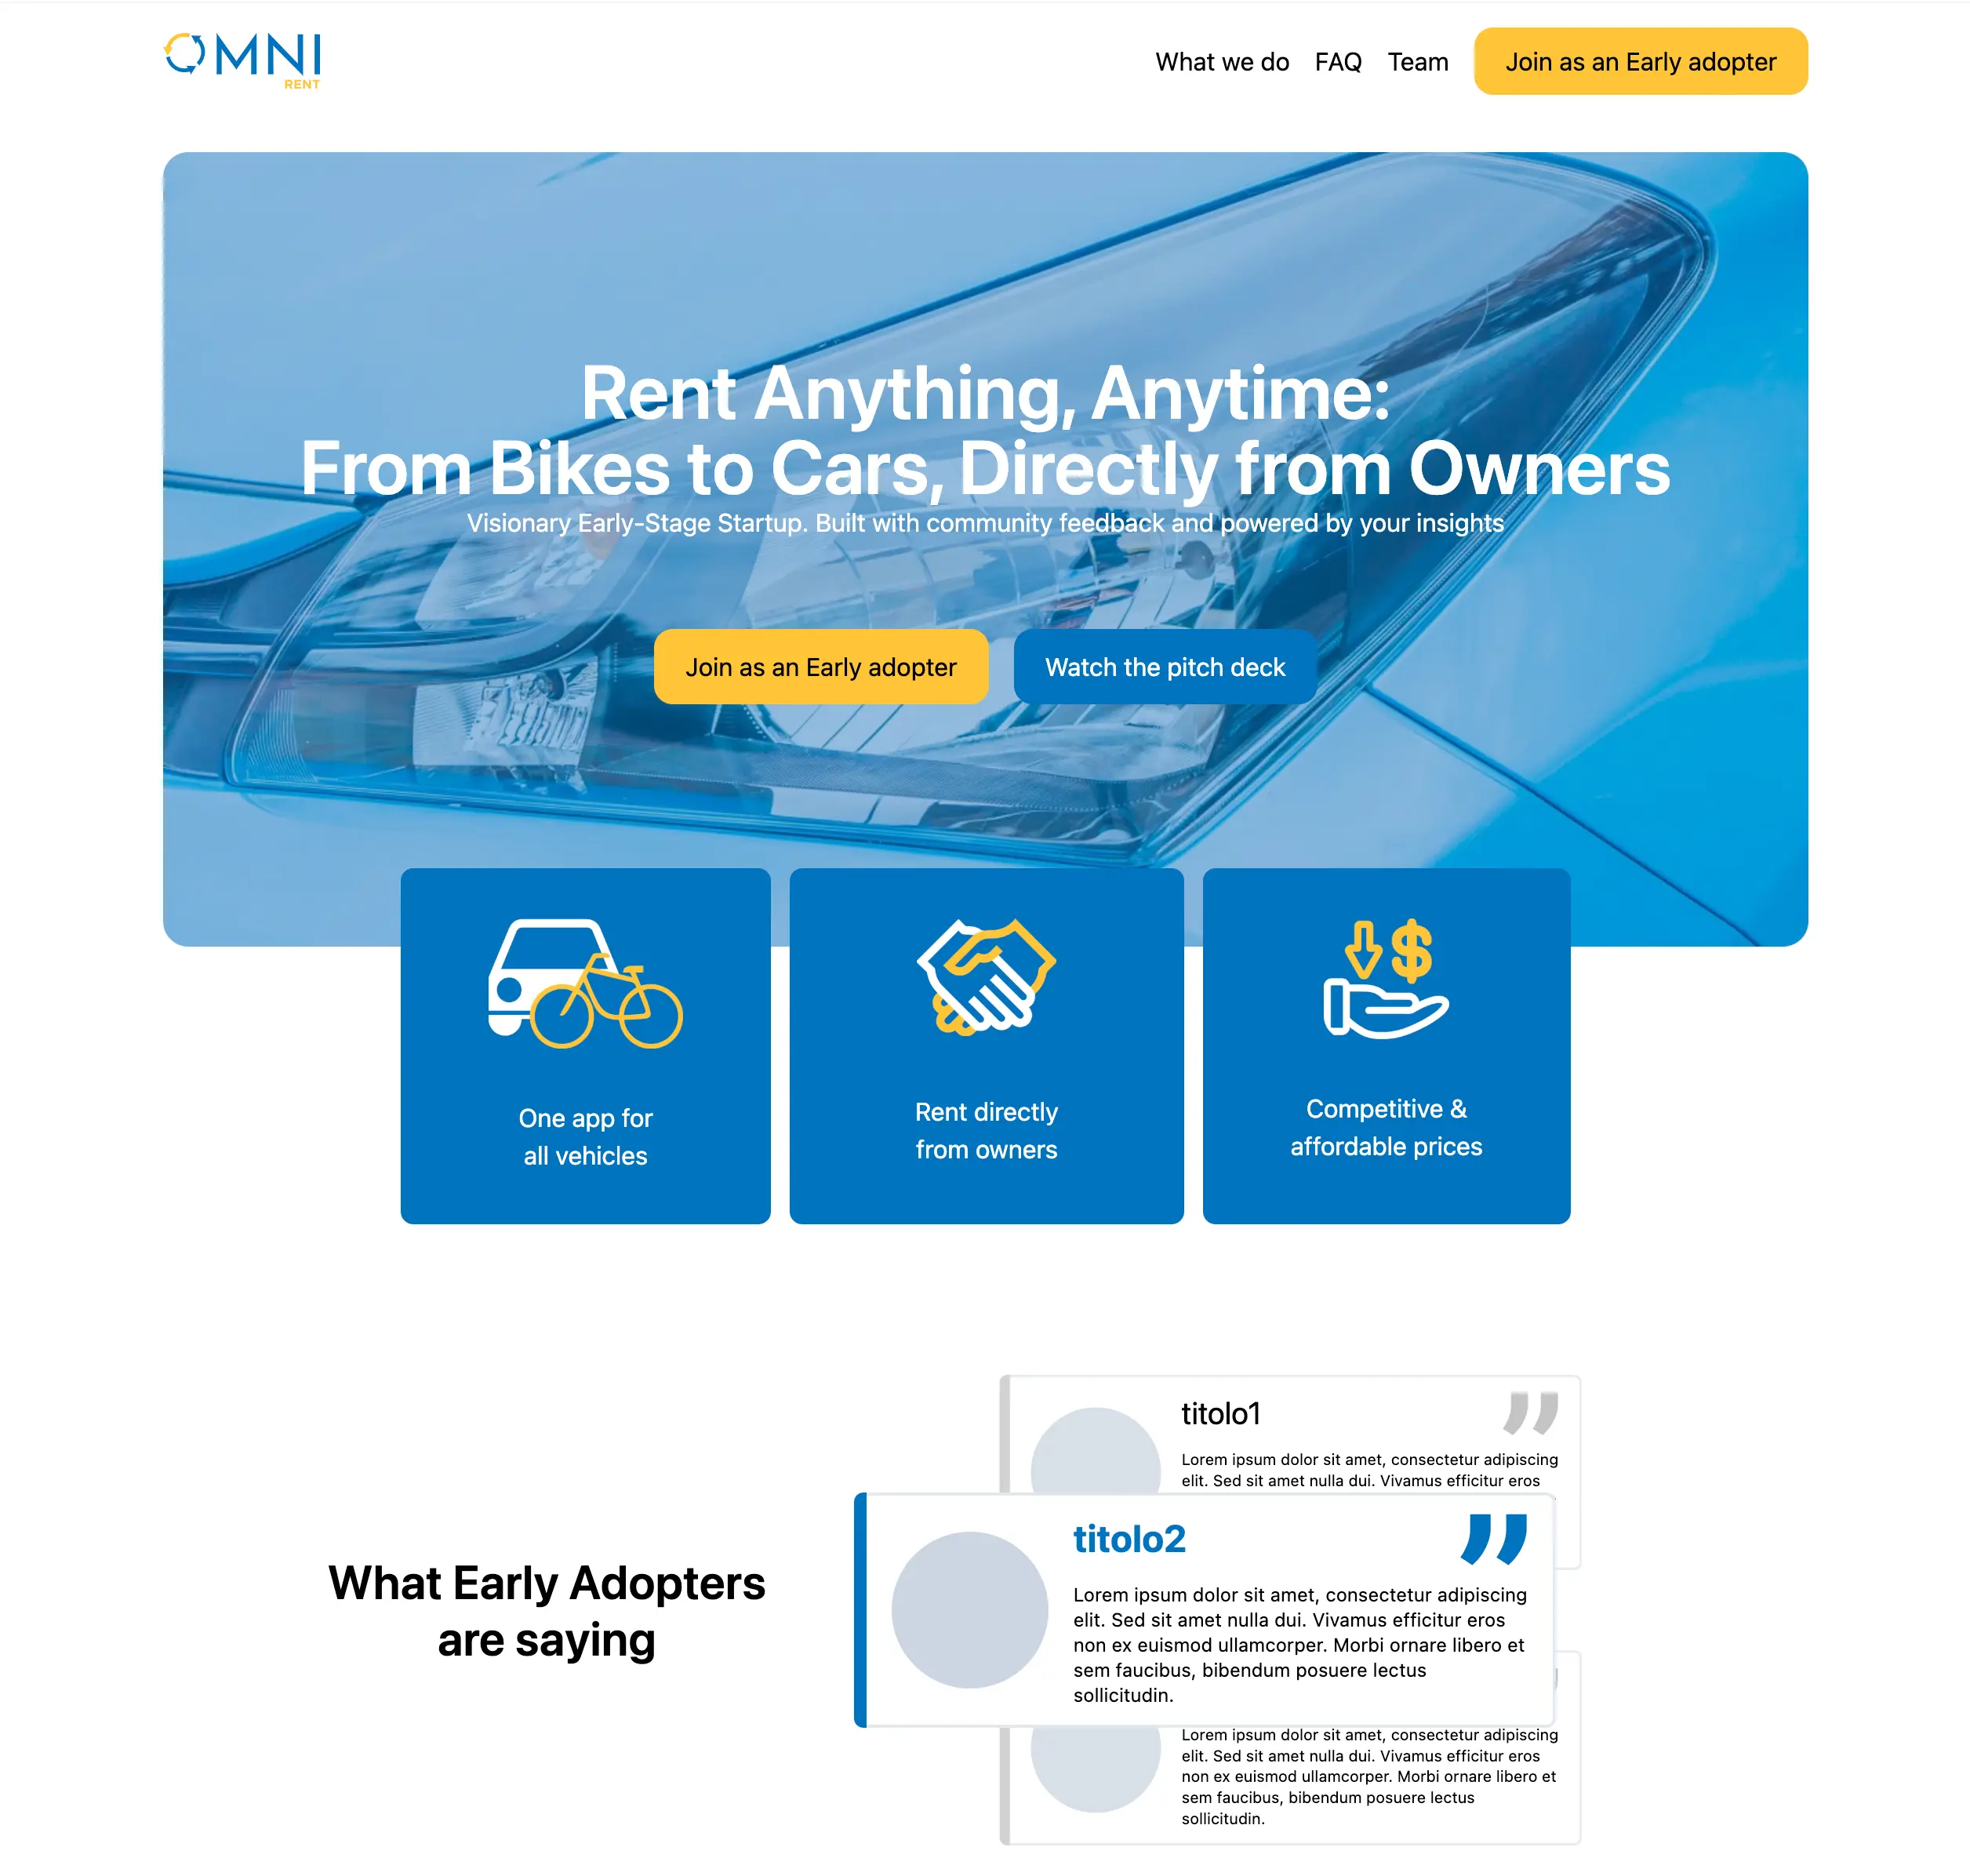 OMNI
RENT
What we do
FAQ
Team
Join as an Early adopter
Rent Anything, Anytime:
From Bikes to Cars, Directly from Owners
Visionary Early-Stage Startup. Built with community feedback and powered by your insights
Join as an Early adopter
Watch the pitch deck
One app for
all vehicles
Rent directly
from owners
Competitive &
affordable prices
What Early Adopters
are saying
titolo1
Lorem ipsum dolor sit amet, consectetur adipiscing
elit. Sed sit amet nulla dui. Vivamus efficitur eros
titolo2
Lorem ipsum dolor sit amet, consectetur adipiscing
elit. Sed sit amet nulla dui. Vivamus efficitur eros
non ex euismod ullamcorper. Morbi ornare libero et
sem faucibus, bibendum posuere lectus
sollicitudin.
Lorem ipsum dolor sit amet, consectetur adipiscing
elit. Sed sit amet nulla dui. Vivamus efficitur eros
non ex euismod ullamcorper. Morbi ornare libero et
sem faucibus, bibendum posuere lectus
sollicitudin.